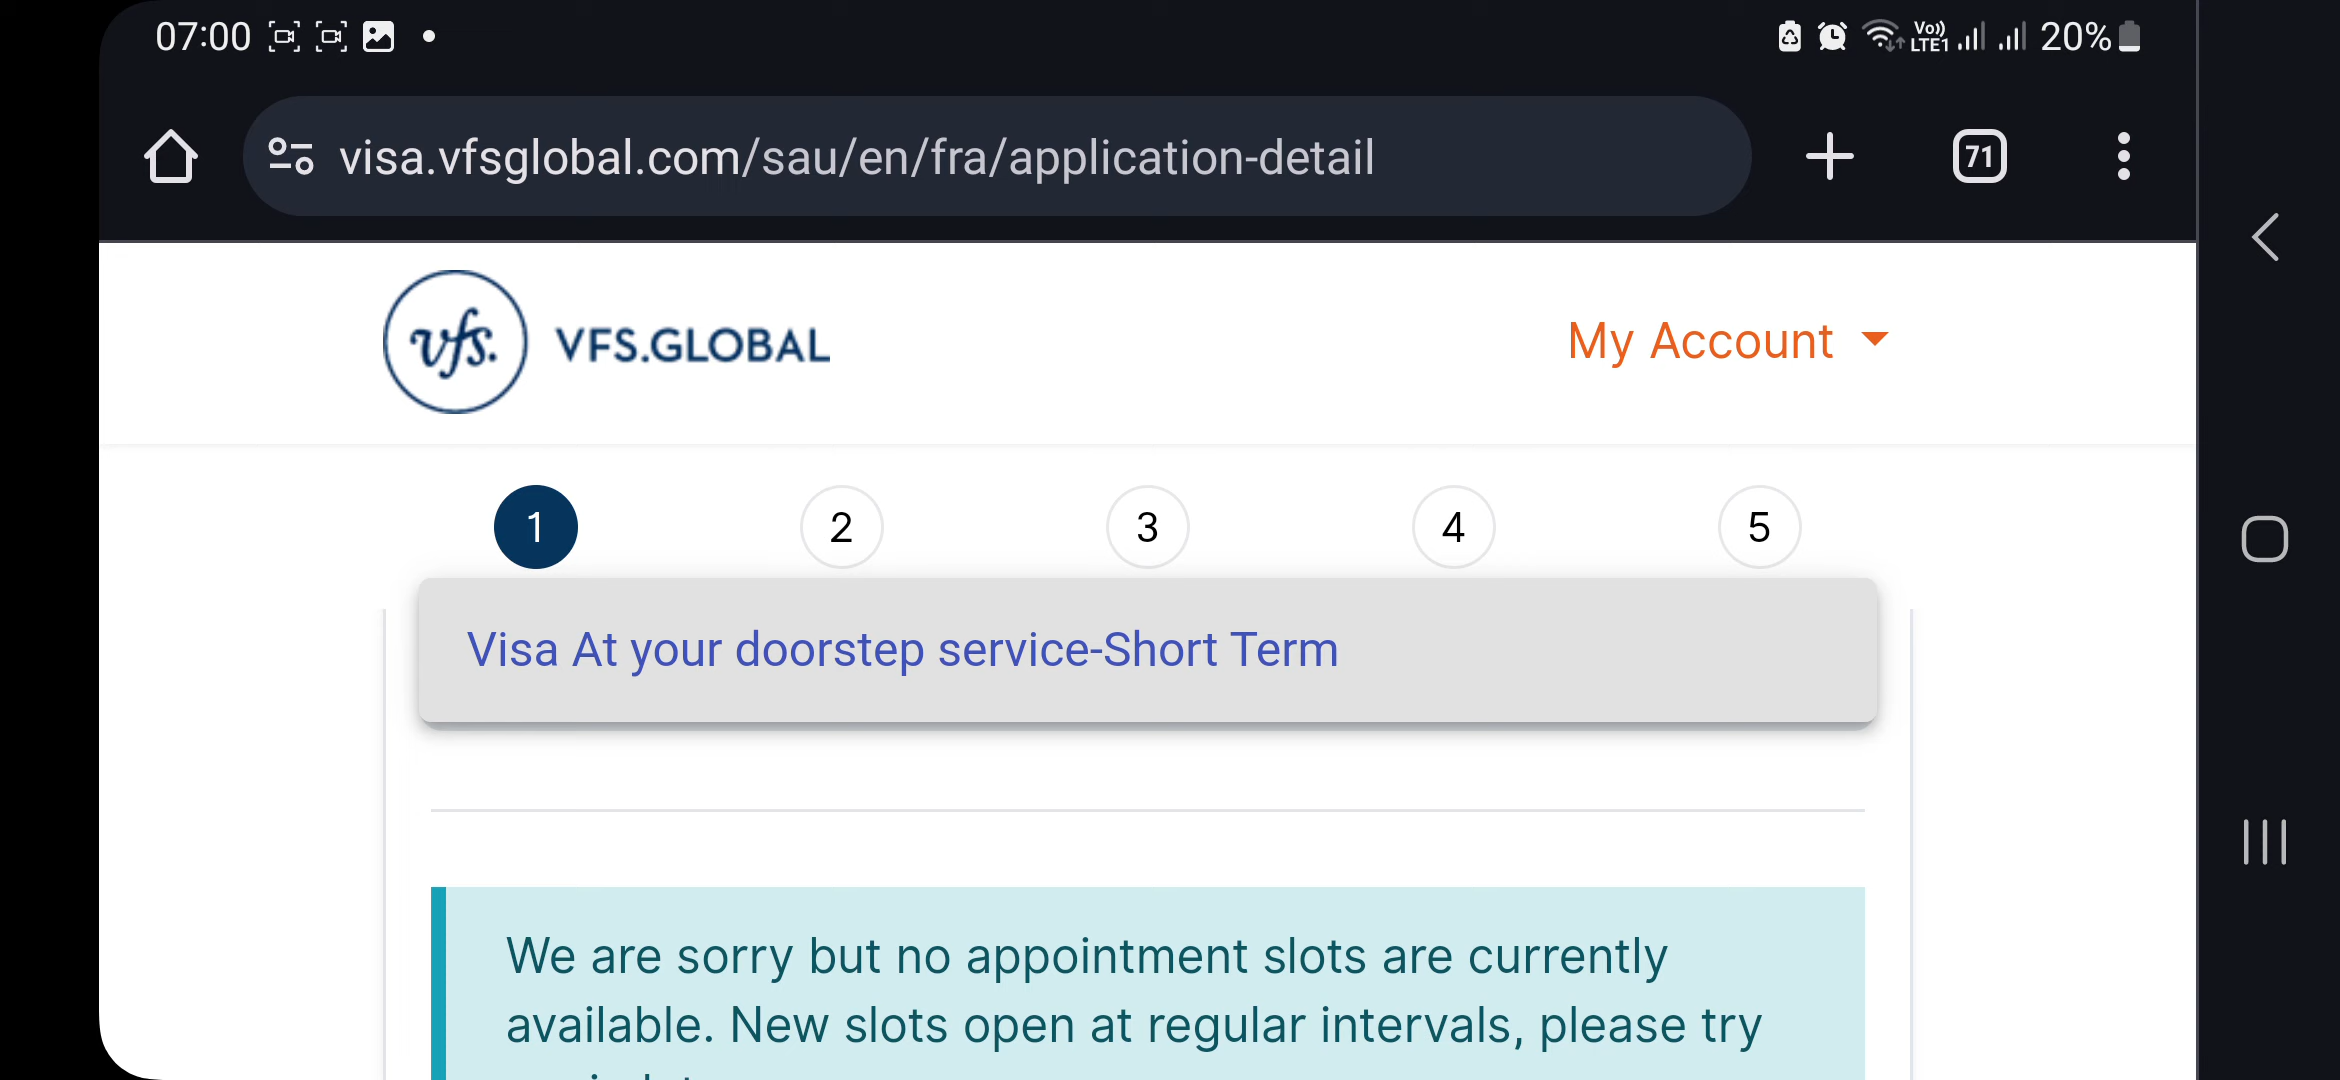 07:00
Vo)) LTE1 20%
visa.vfsglobal.com/sau/en/fra/application-detail
71
vfs. VFS.GLOBAL
My Account
1 2 3 4 5
Visa At your doorstep service-Short Term
We are sorry but no appointment slots are currently
available. New slots open at regular intervals, please try